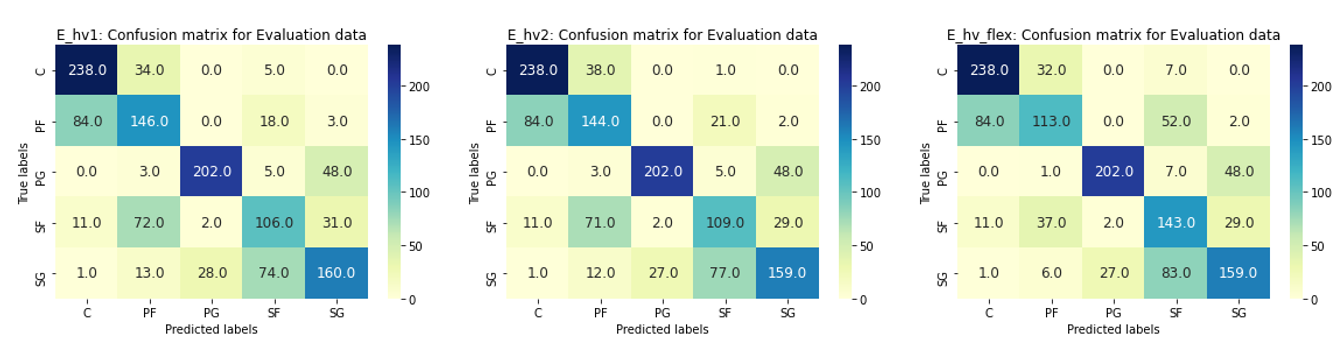 E_hv1: Confusion matrix for Evaluation data
C 238.0 34.0 0.0 5.0 0.0
PF 84.0 146.0 0.0 18.0 3.0
PG 0.0 3.0 202.0 5.0 48.0
SF 11.0 72.0 2.0 106.0 31.0
SG 1.0 13.0 28.0 74.0 160.0
C PF PG SF SG
Predicted labels
True labels
200
150
100
50
0
E_hv2: Confusion matrix for Evaluation data
C 238.0 38.0 0.0 1.0 0.0
PF 84.0 144.0 0.0 21.0 2.0
PG 0.0 3.0 202.0 5.0 48.0
SF 11.0 71.0 2.0 109.0 29.0
SG 1.0 12.0 27.0 77.0 159.0
C PF PG SF SG
Predicted labels
True labels
200
150
100
50
0
E_hv_flex: Confusion matrix for Evaluation data
C 238.0 32.0 0.0 7.0 0.0
PF 84.0 113.0 0.0 52.0 2.0
PG 0.0 1.0 202.0 7.0 48.0
SF 11.0 37.0 2.0 143.0 29.0
SG 1.0 6.0 27.0 83.0 159.0
C PF PG SF SG
Predicted labels
True labels
200
150
100
50
0